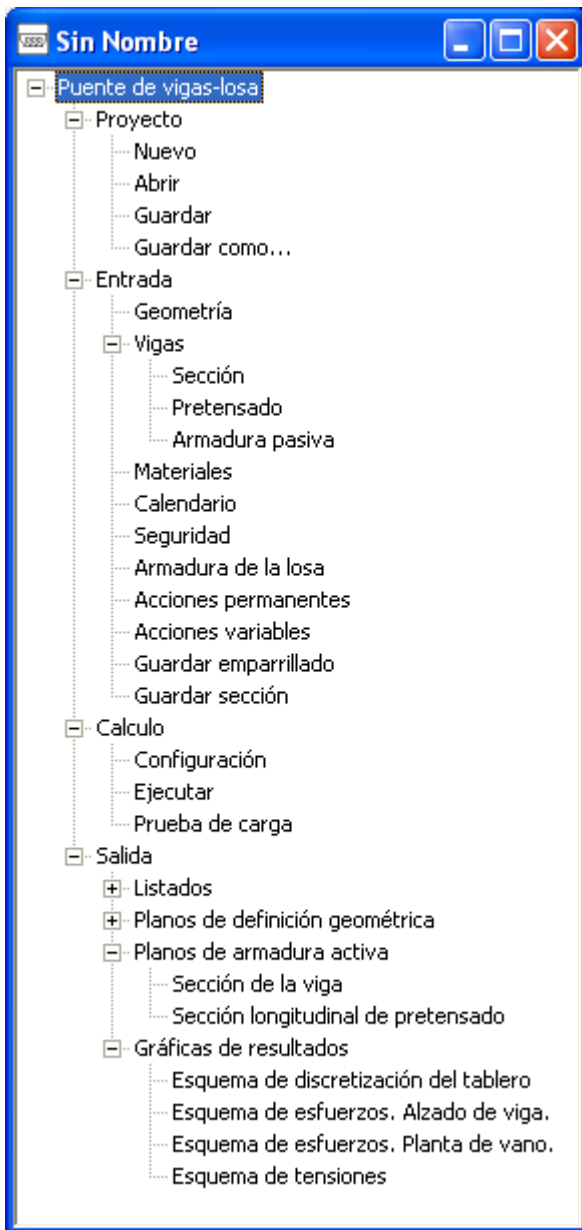 Sin Nombre
Puente de vigas-losa
Proyecto
Nuevo
Abrir
Guardar
Guardar como...
Entrada
Geometría
Vigas
Sección
Pretensado
Armadura pasiva
Materiales
Calendario
Seguridad
Armadura de la losa
Acciones permanentes
Acciones variables
Guardar emparrillado
Guardar sección
Calculo
Configuración
Ejecutar
Prueba de carga
Salida
Listados
Planos de definición geométrica
Planos de armadura activa
Sección de la viga
Sección longitudinal de pretensado
Gráficas de resultados
Esquema de discretización del tablero
Esquema de esfuerzos. Alzado de viga.
Esquema de esfuerzos. Planta de vano.
Esquema de tensiones